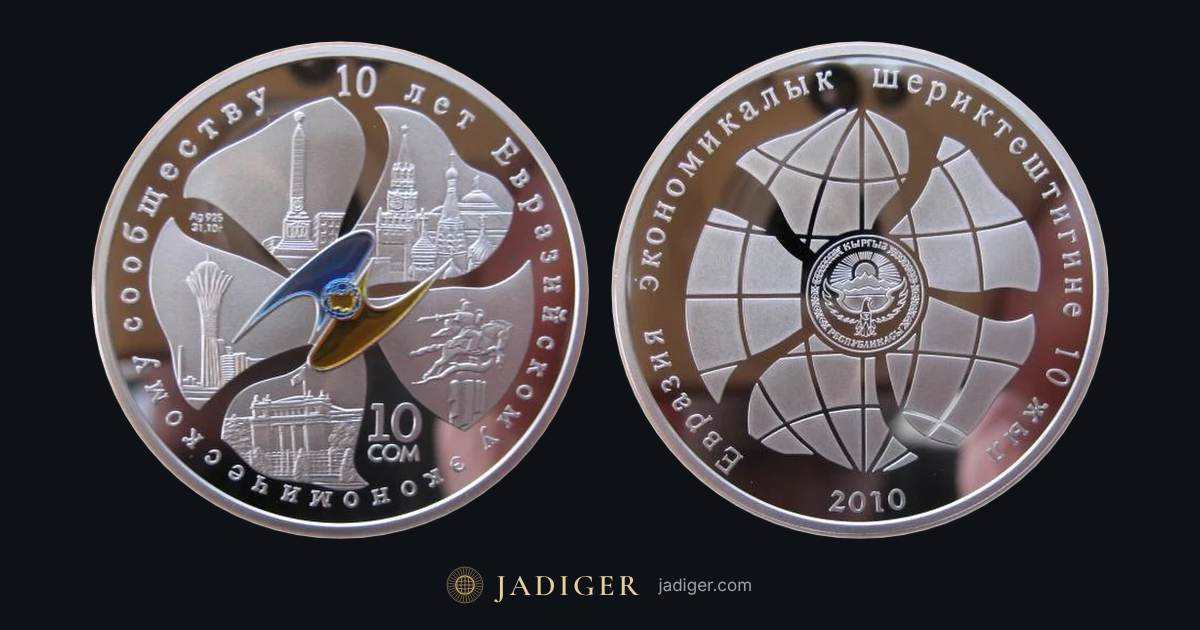 10 лет Евразийскому экономическому сообществу
Ag 925
31,10г
10
СОМ
Евразия экономикалык шериктештигине 10 жыл
КЫРГЫЗ
РЕСПУБЛИКАСЫ
2010
JADIGER
jadiger.com